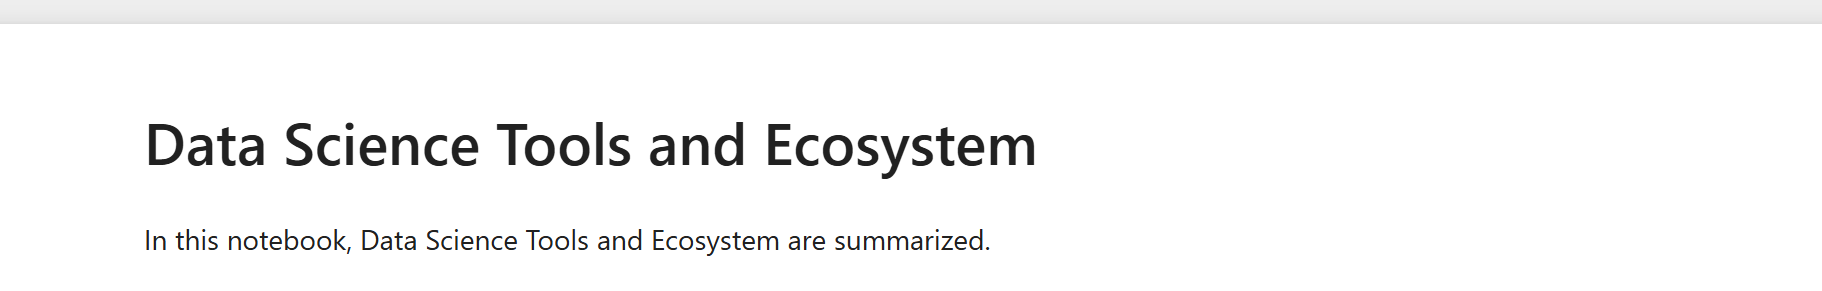 Data Science Tools and Ecosystem
In this notebook, Data Science Tools and Ecosystem are summarized.